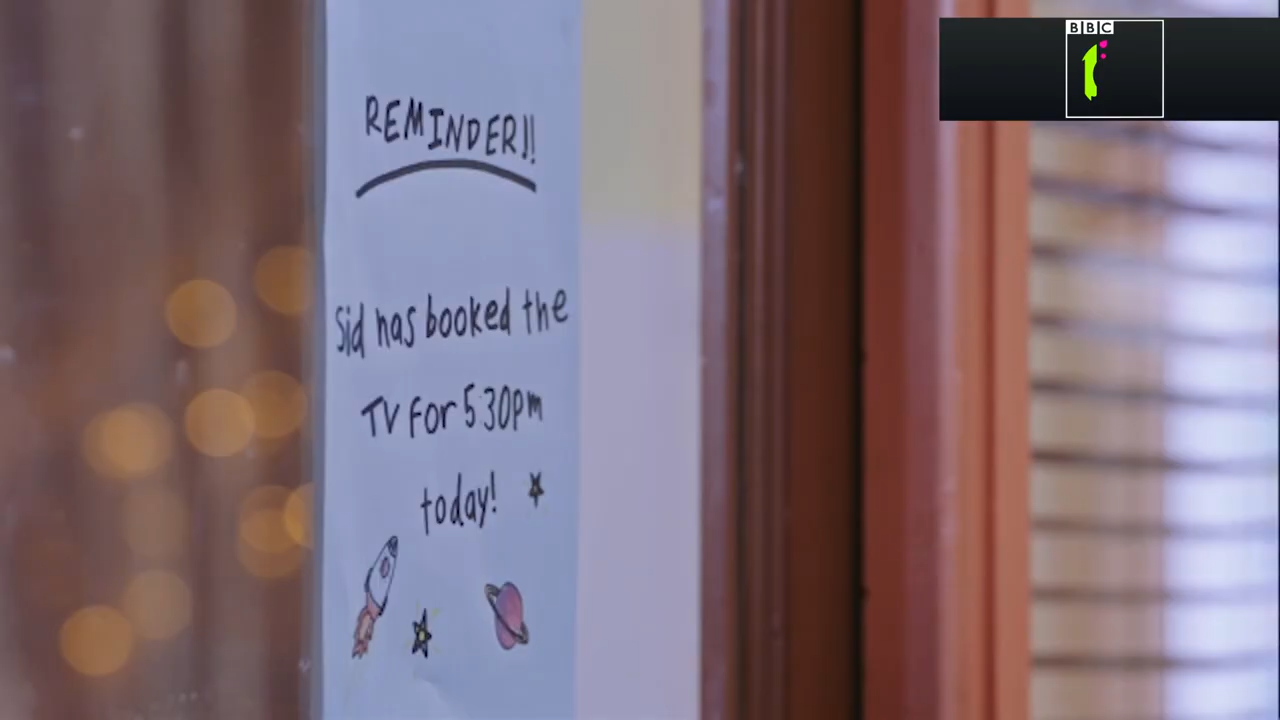 BBC
REMINDER!!
Sid has booked the
TV for 5:30pm
today!